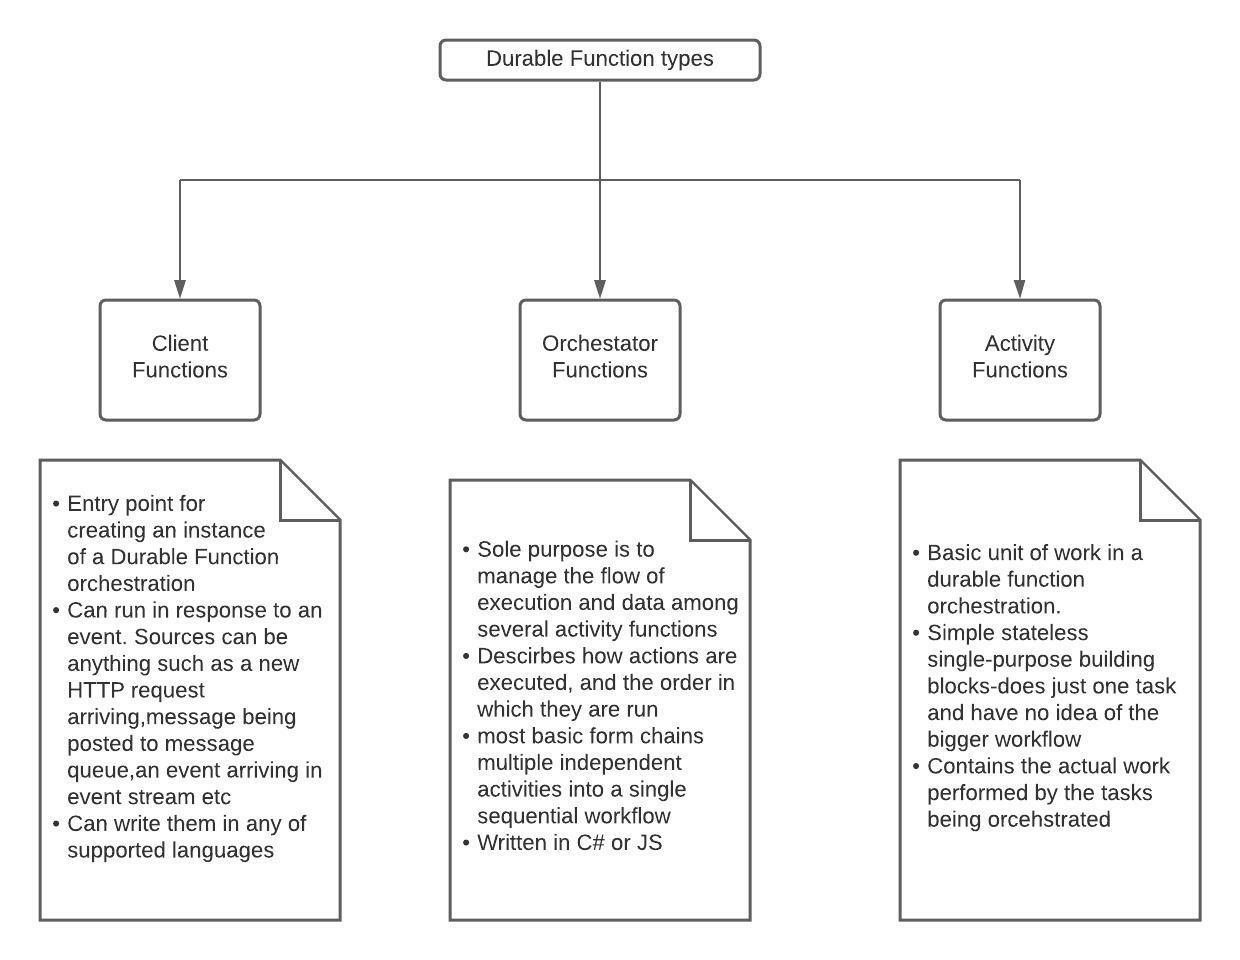 Durable Function types
Client
Functions
Orchestator
Functions
Activity
Functions
• Entry point for
creating an instance
of a Durable Function
orchestration
• Can run in response to an
event. Sources can be
anything such as a new
HTTP request
arriving,message being
posted to message
queue,an event arriving in
event stream etc
• Can write them in any of
supported languages
• Sole purpose is to
manage the flow of
execution and data among
several activity functions
• Descirbes how actions are
executed, and the order in
which they are run
• most basic form chains
multiple independent
activities into a single
sequential workflow
• Written in C# or JS
• Basic unit of work in a
durable function
orchestration.
• Simple stateless
single-purpose building
blocks-does just one task
and have no idea of the
bigger workflow
• Contains the actual work
performed by the tasks
being orcehstrated